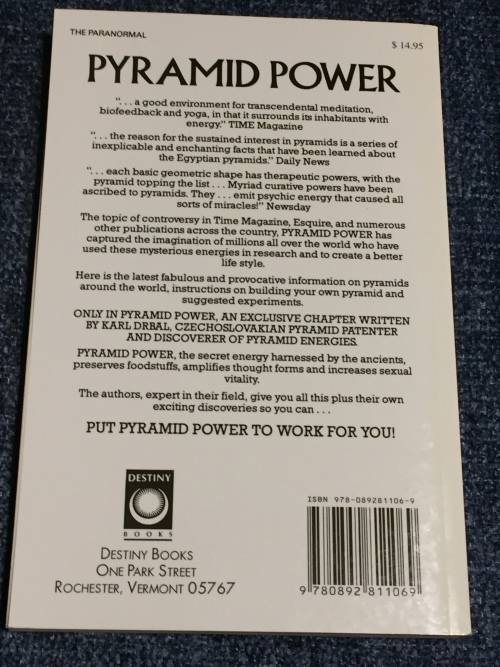 THE PARANORMAL
$ 14.95
PYRAMID POWER
". . . a good environment for transcendental meditation,
biofeedback and yoga, in that it surrounds its inhabitants with
energy." TIME Magazine
". . . the reason for the sustained interest in pyramids is a series of
inexplicable and enchanting facts that have been learned about
the Egyptian pyramids." Daily News
". . . each basic geometric shape has therapeutic powers, with the
pyramid topping the list . . . Myriad curative powers have been
ascribed to pyramids. They . . . emit psychic energy that caused all
sorts of miracles!" Newsday
The topic of controversy in Time Magazine, Esquire, and numerous
other publications across the country, PYRAMID POWER has
captured the imagination of millions all over the world who have
used these mysterious energies in research and to create a better
life style.
Here is the latest fabulous and provocative information on pyramids
around the world, instructions on building your own pyramid and
suggested experiments.
ONLY IN PYRAMID POWER, AN EXCLUSIVE CHAPTER WRITTEN
BY KARL DRBAL, CZECHOSLOVAKIAN PYRAMID PATENTER
AND DISCOVERER OF PYRAMID ENERGIES.
PYRAMID POWER, the secret energy harnessed by the ancients,
preserves foodstuffs, amplifies thought forms and increases sexual
vitality.
The authors, expert in their field, give you all this plus their own
exciting discoveries so you can . . .
PUT PYRAMID POWER TO WORK FOR YOU!
DESTINY
BOOKS
DESTINY BOOKS
ONE PARK STREET
ROCHESTER, VERMONT 05767
ISBN 978-089281106-9
9 780892 811069